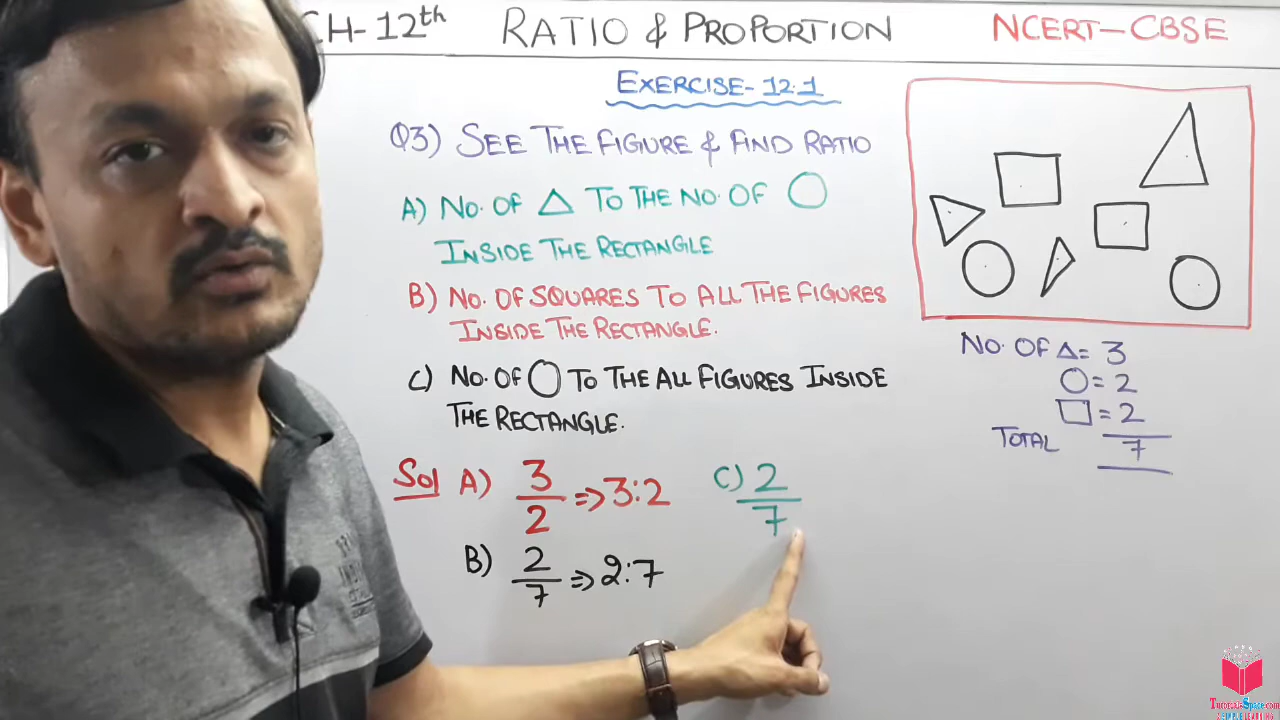 CH-12th RATIO & PROPORTION NCERT-CBSE
EXERCISE-12.1
Q3) SEE THE FIGURE & FIND RATIO
A) NO. OF △ TO THE NO. OF ◯
INSIDE THE RECTANGLE
B) NO. OF SQUARES TO ALL THE FIGURES
INSIDE THE RECTANGLE.
C) NO. OF ◯ TO THE ALL FIGURES INSIDE
THE RECTANGLE.
NO. OF △= 3
◯ = 2
□ = 2
TOTAL 7
Sol A) 3/2 ⇒ 3:2
B) 2/7 ⇒ 2:7
C) 2/7
Tutorials-Space.com